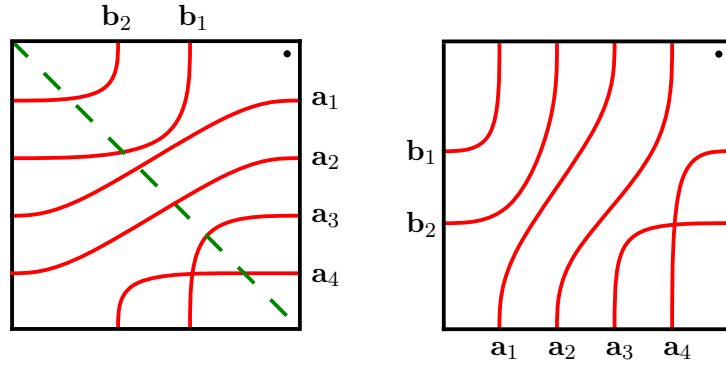 b₂ b₁
a₁
a₂
a₃
a₄
b₁
b₂
a₁ a₂ a₃ a₄